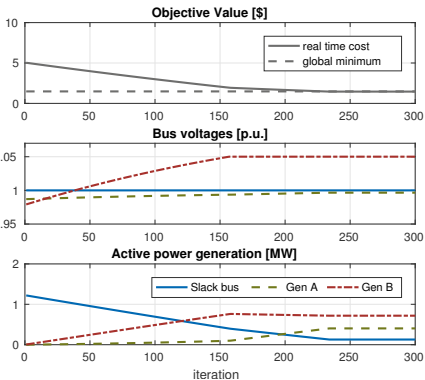 Objective Value [$]
10
5
0
real time cost
global minimum
0 50 100 150 200 250 300
Bus voltages [p.u.]
.05
1
.95
0 50 100 150 200 250 300
Active power generation [MW]
2
1
0
Slack bus Gen A Gen B
0 50 100 150 200 250 300
iteration